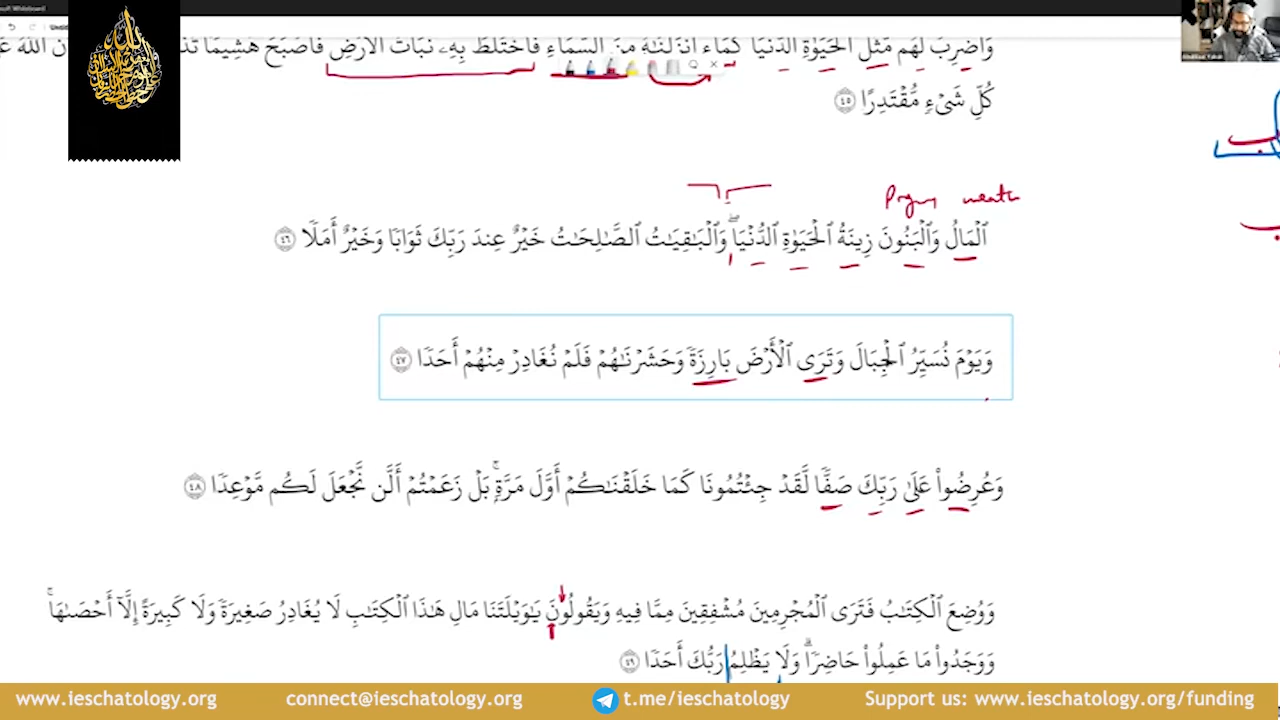 وَٱضْرِبْ لَهُم مَّثَلَ ٱلْحَيَوٰةِ ٱلدُّنْيَا كَمَآءٍ أَنزَلْنَٰهُ مِنَ ٱلسَّمَآءِ فَٱخْتَلَطَ بِهِۦ نَبَاتُ ٱلْأَرْضِ فَأَصْبَحَ هَشِيمًا
كُلِّ شَىْءٍ مُّقْتَدِرًا ٤٥
ٱلْمَالُ وَٱلْبَنُونَ زِينَةُ ٱلْحَيَوٰةِ ٱلدُّنْيَا ۖ وَٱلْبَٰقِيَٰتُ ٱلصَّٰلِحَٰتُ خَيْرٌ عِندَ رَبِّكَ ثَوَابًا وَخَيْرٌ أَمَلًا ٤٦
وَيَوْمَ نُسَيِّرُ ٱلْجِبَالَ وَتَرَى ٱلْأَرْضَ بَارِزَةً وَحَشَرْنَٰهُمْ فَلَمْ نُغَادِرْ مِنْهُمْ أَحَدًا ٤٧
وَعُرِضُوا۟ عَلَىٰ رَبِّكَ صَفًّا لَّقَدْ جِئْتُمُونَا كَمَا خَلَقْنَٰكُمْ أَوَّلَ مَرَّةٍۭ ۚ بَلْ زَعَمْتُمْ أَلَّن نَّجْعَلَ لَكُم مَّوْعِدًا ٤٨
وَوُضِعَ ٱلْكِتَٰبُ فَتَرَى ٱلْمُجْرِمِينَ مُشْفِقِينَ مِمَّا فِيهِ وَيَقُولُونَ يَٰوَيْلَتَنَا مَالِ هَٰذَا ٱلْكِتَٰبِ لَا يُغَادِرُ صَغِيرَةً وَلَا كَبِيرَةً إِلَّآ أَحْصَىٰهَا ۚ
وَوَجَدُوا۟ مَا عَمِلُوا۟ حَاضِرًا ۗ وَلَا يَظْلِمُ رَبُّكَ أَحَدًا ٤٩
www.ieschatology.org connect@ieschatology.org t.me/ieschatology Support us: www.ieschatology.org/funding